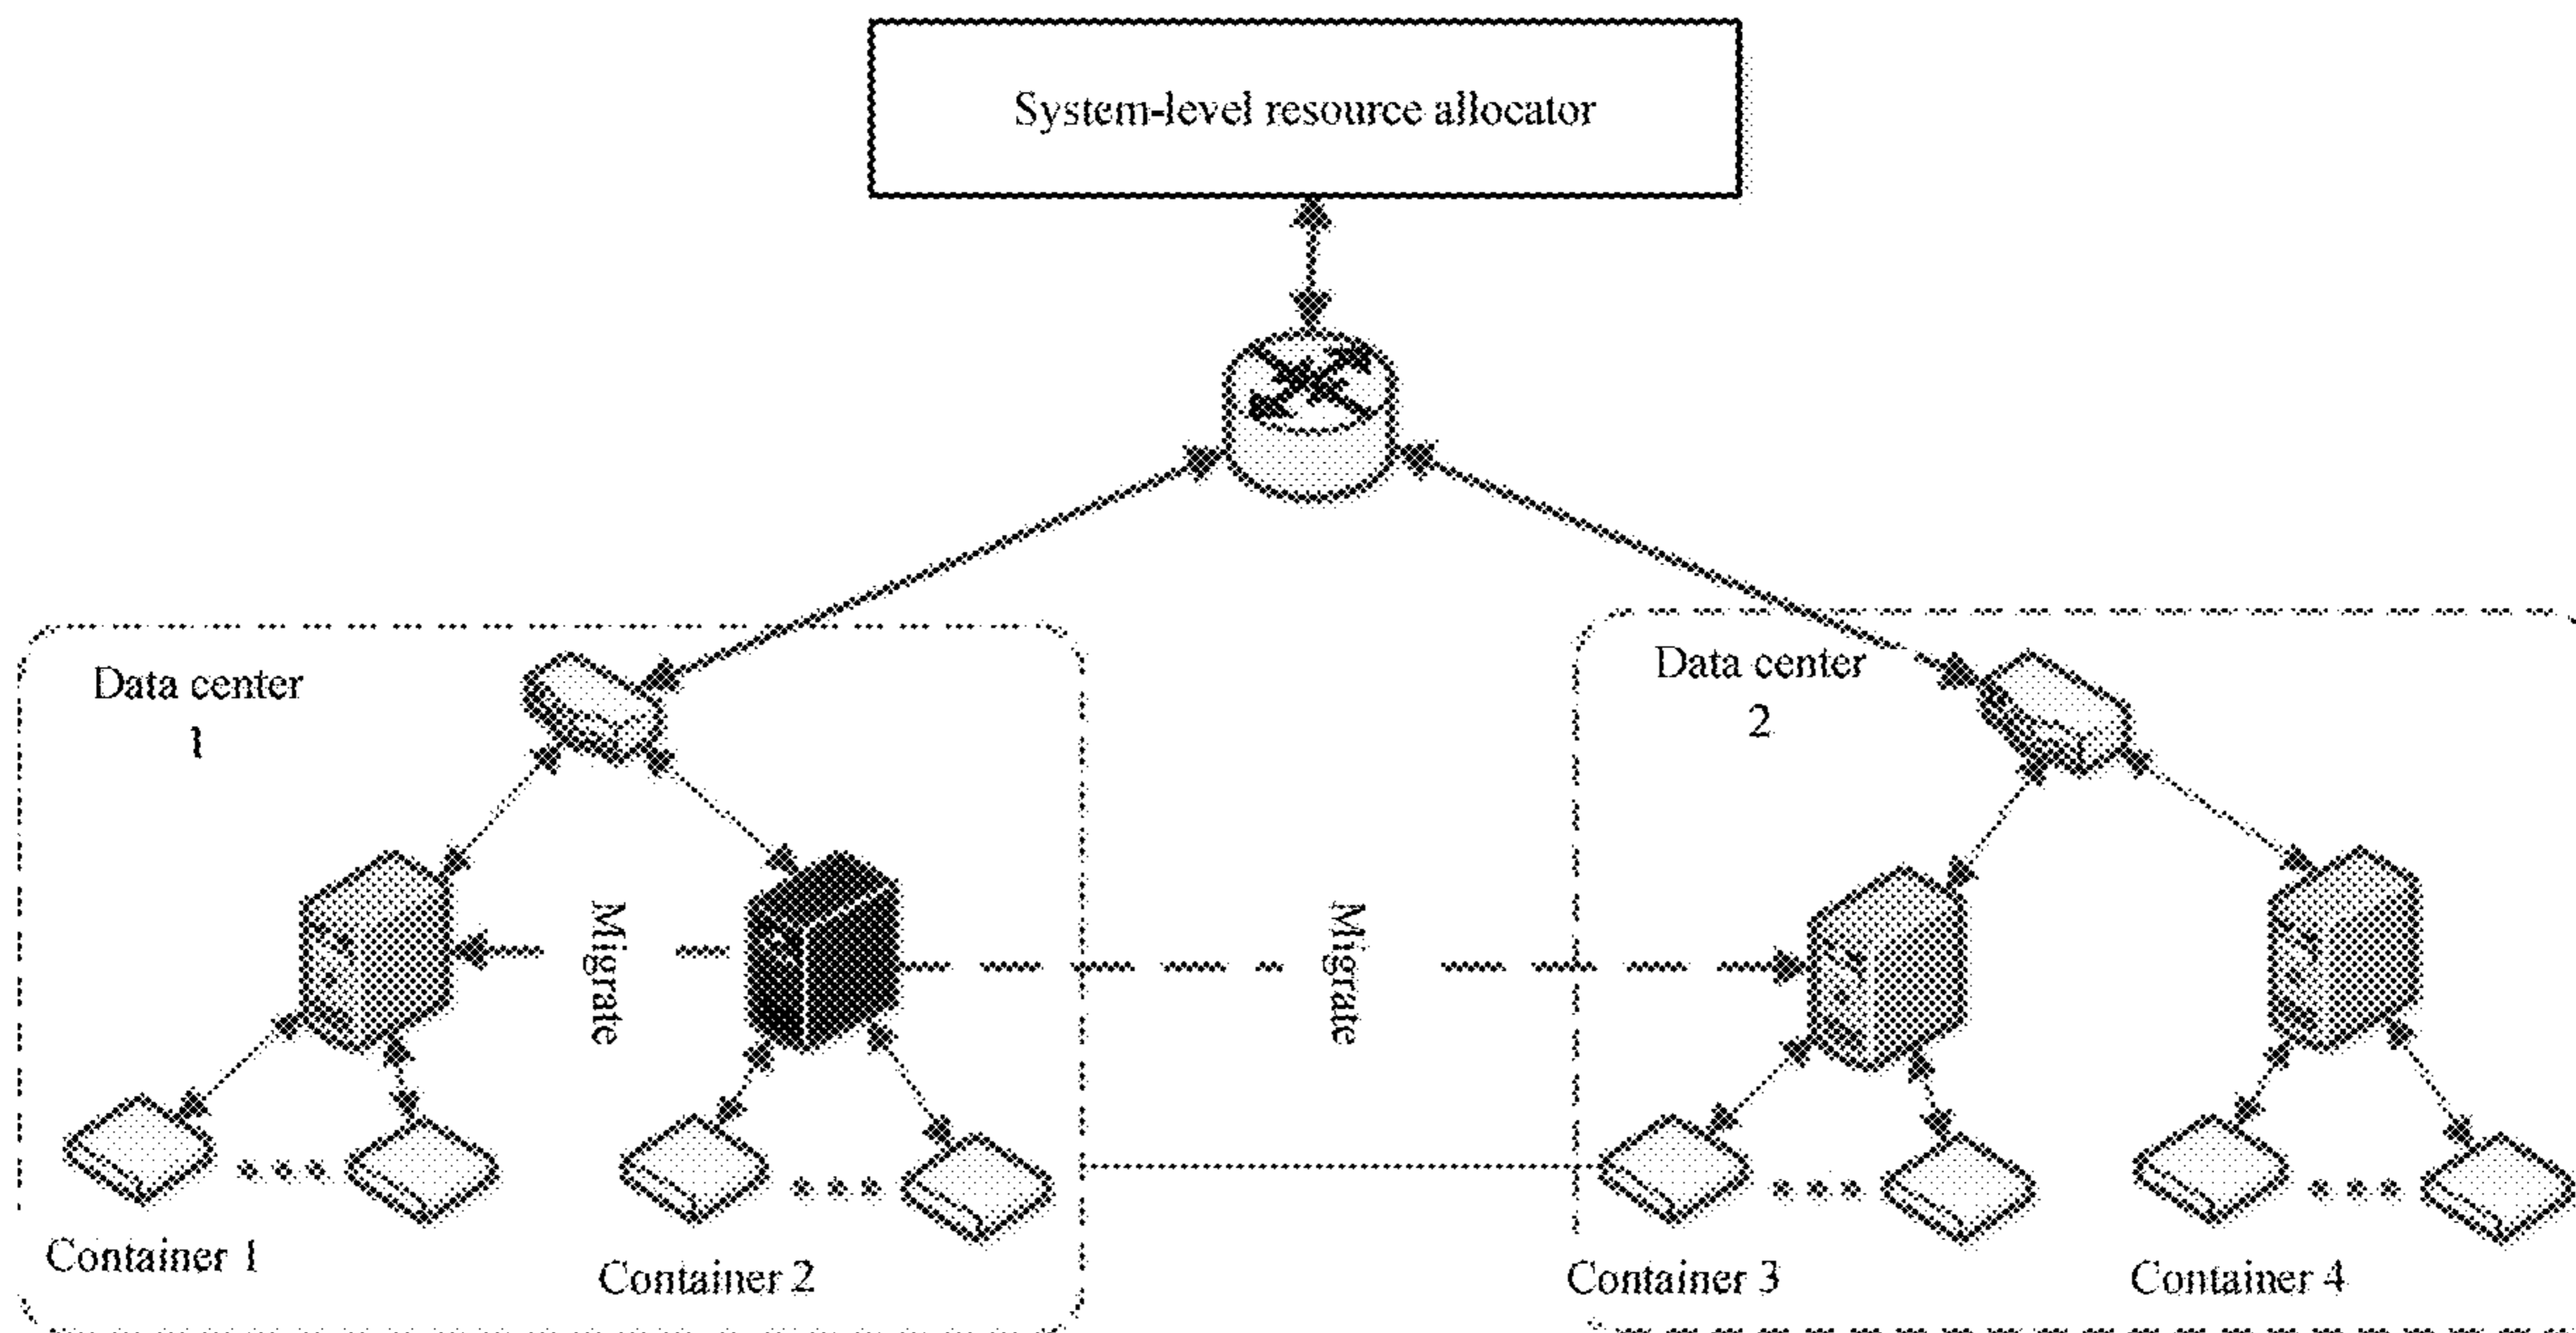 System-level resource allocator
Data center
1
Data center
2
Migrate
Migrate
Container 1
Container 2
Container 3
Container 4